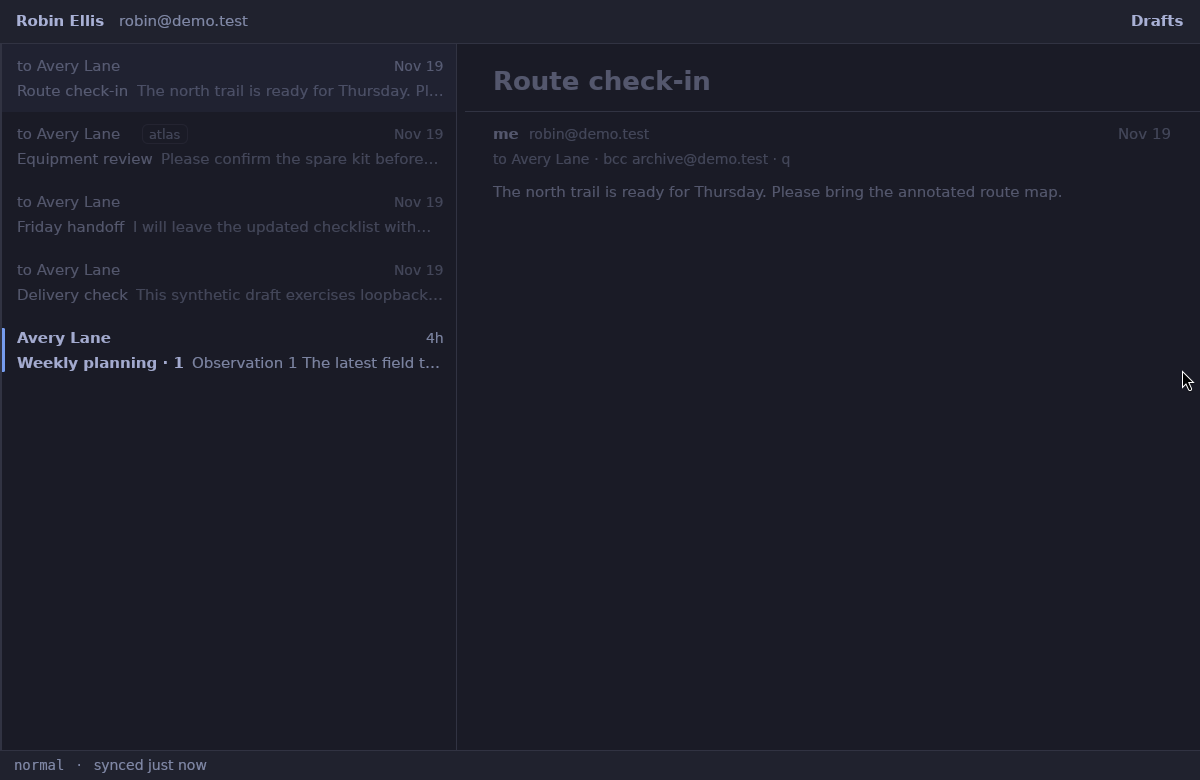 Robin Ellis robin@demo.test Drafts
to Avery Lane Nov 19
Route check-in The north trail is ready for Thursday. Pl…
to Avery Lane atlas Nov 19
Equipment review Please confirm the spare kit before…
to Avery Lane Nov 19
Friday handoff I will leave the updated checklist with…
to Avery Lane Nov 19
Delivery check This synthetic draft exercises loopback…
Avery Lane 4h
Weekly planning · 1 Observation 1 The latest field t…
Route check-in
me robin@demo.test Nov 19
to Avery Lane · bcc archive@demo.test · q
The north trail is ready for Thursday. Please bring the annotated route map.
normal · synced just now